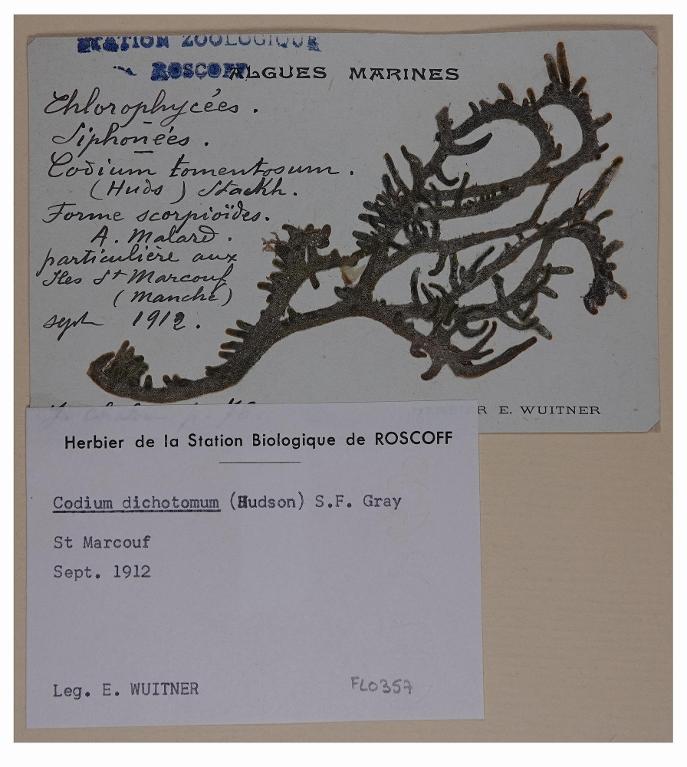 STATION ZOOLOGIQUE
ROSCOFF
ALGUES MARINES
Chlorophycées.
Siphonées.
Codium tomentosum.
(Huds) Stackh.
Forme scorpioïdes.
A. Malard.
particulière aux
Iles St Marcouf
(Manche)
sept 1912.
R E. WUITNER
Herbier de la Station Biologique de ROSCOFF
Codium dichotomum (Hudson) S.F. Gray
St Marcouf
Sept. 1912
Leg. E. WUITNER
FLO357